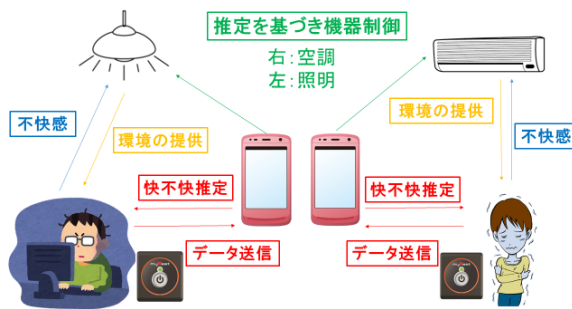 推定を基づき機器制御
右：空調
左：照明
不快感
環境の提供
環境の提供
不快感
快不快推定
快不快推定
データ送信
データ送信